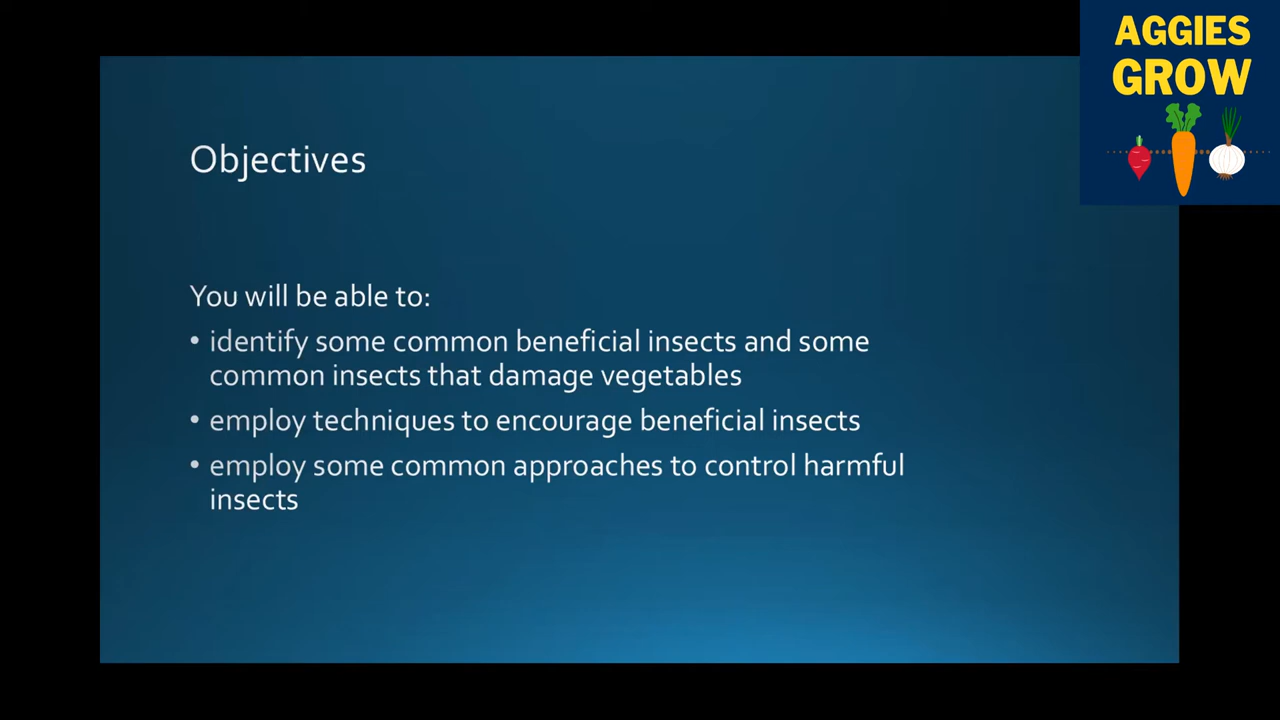 AGGIES
GROW
Objectives
You will be able to:
• identify some common beneficial insects and some
common insects that damage vegetables
• employ techniques to encourage beneficial insects
• employ some common approaches to control harmful
insects